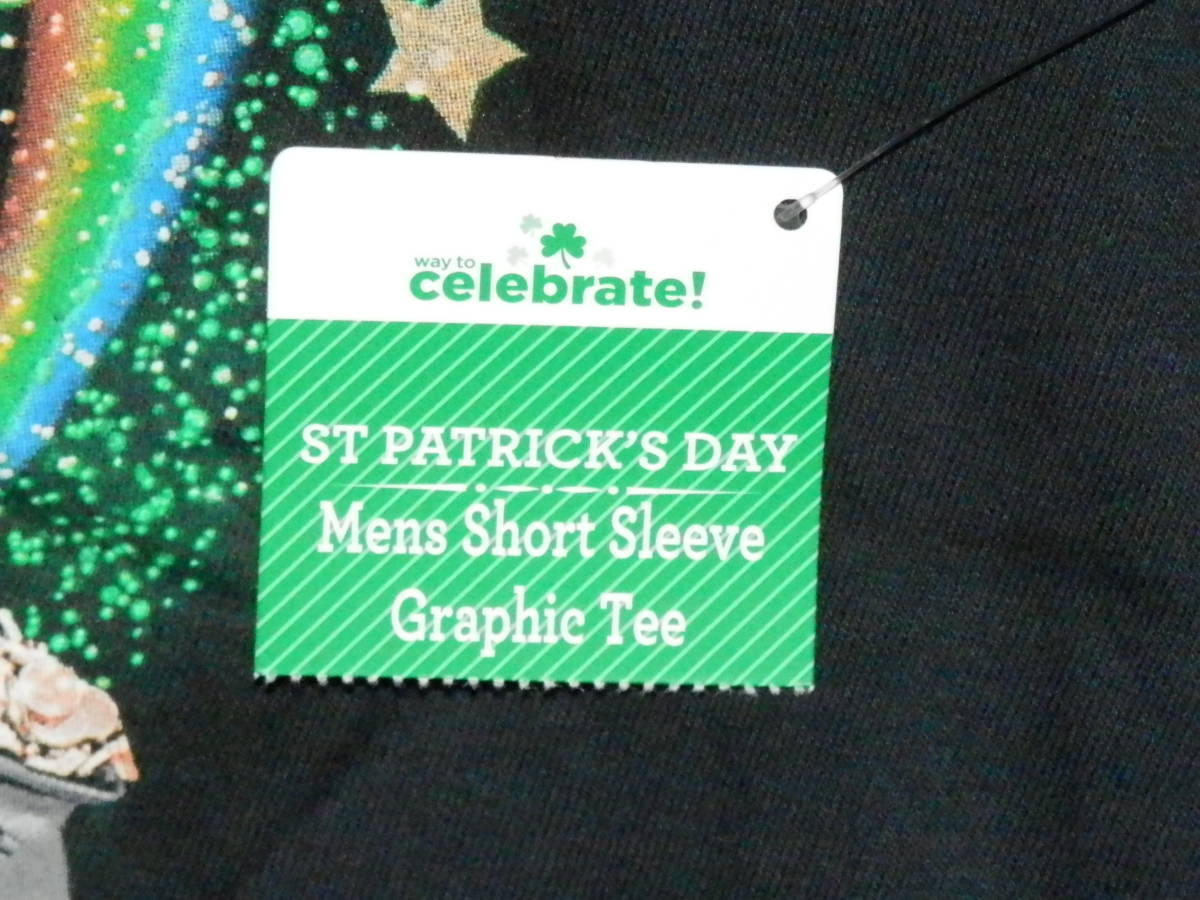 way to
celebrate!
ST PATRICK'S DAY
Mens Short Sleeve
Graphic Tee